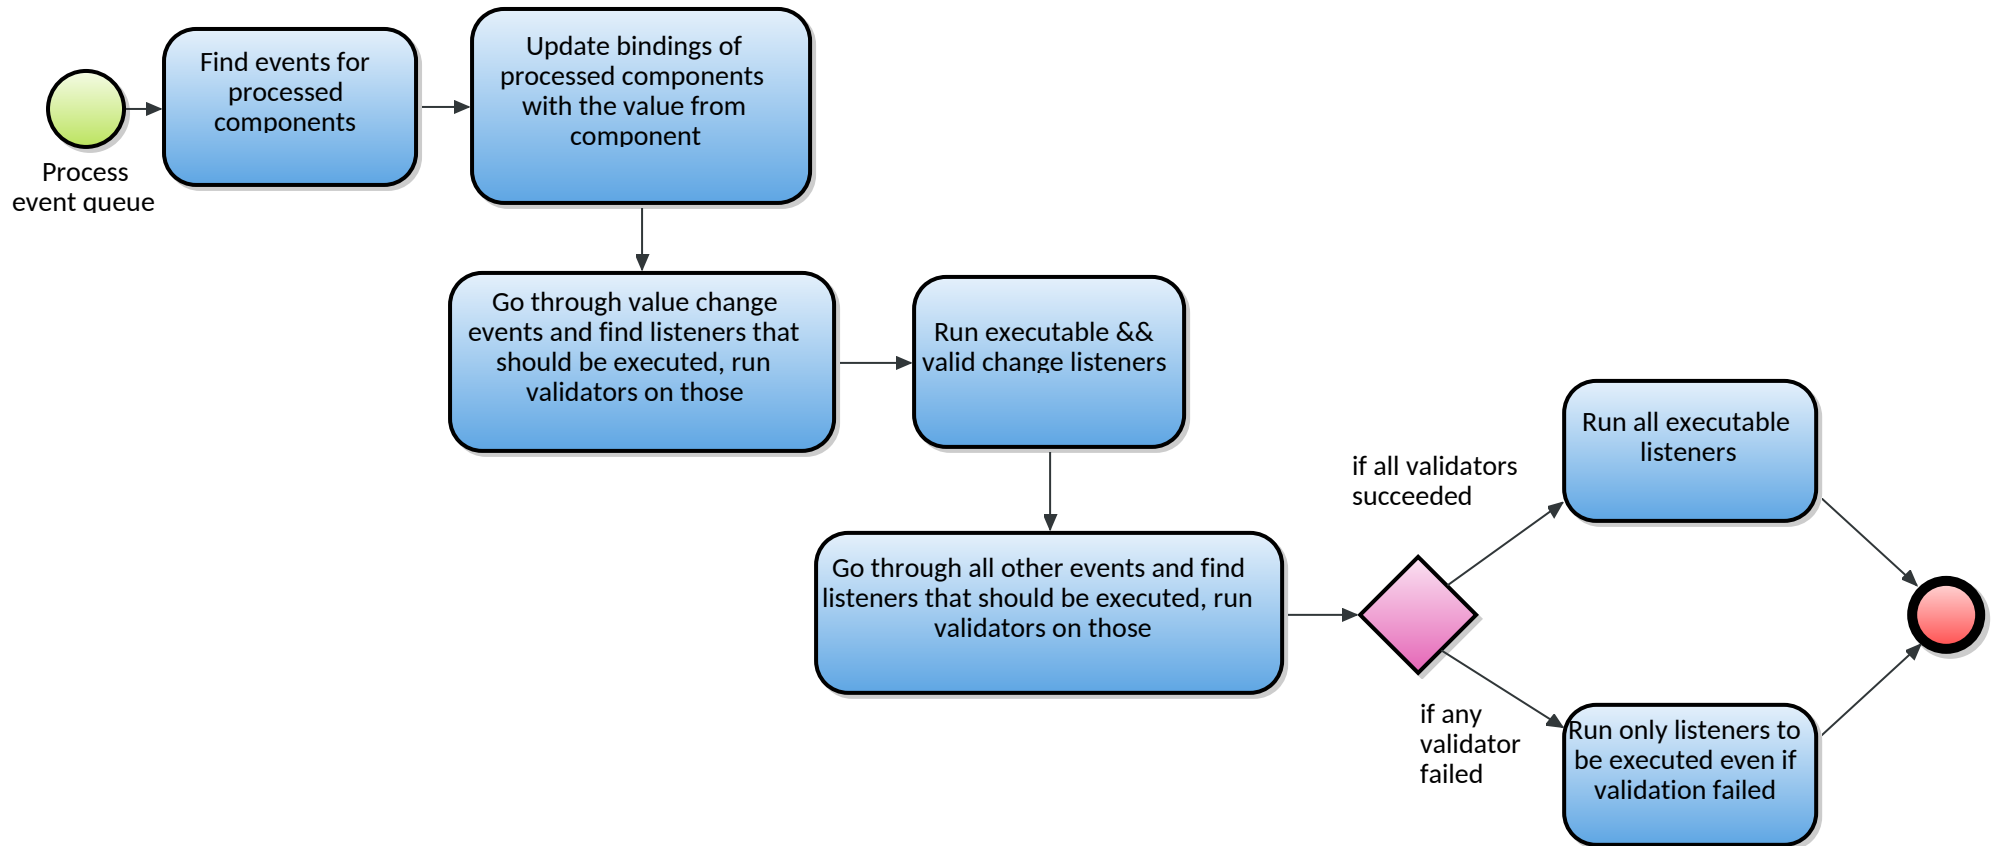 Process
event queue
Find events for
processed
components
Update bindings of
processed components
with the value from
component
Go through value change
events and find listeners that
should be executed, run
validators on those
Run executable &&
valid change listeners
Go through all other events and find
listeners that should be executed, run
validators on those
if all validators
succeeded
Run all executable
listeners
if any
validator
failed
Run only listeners to
be executed even if
validation failed